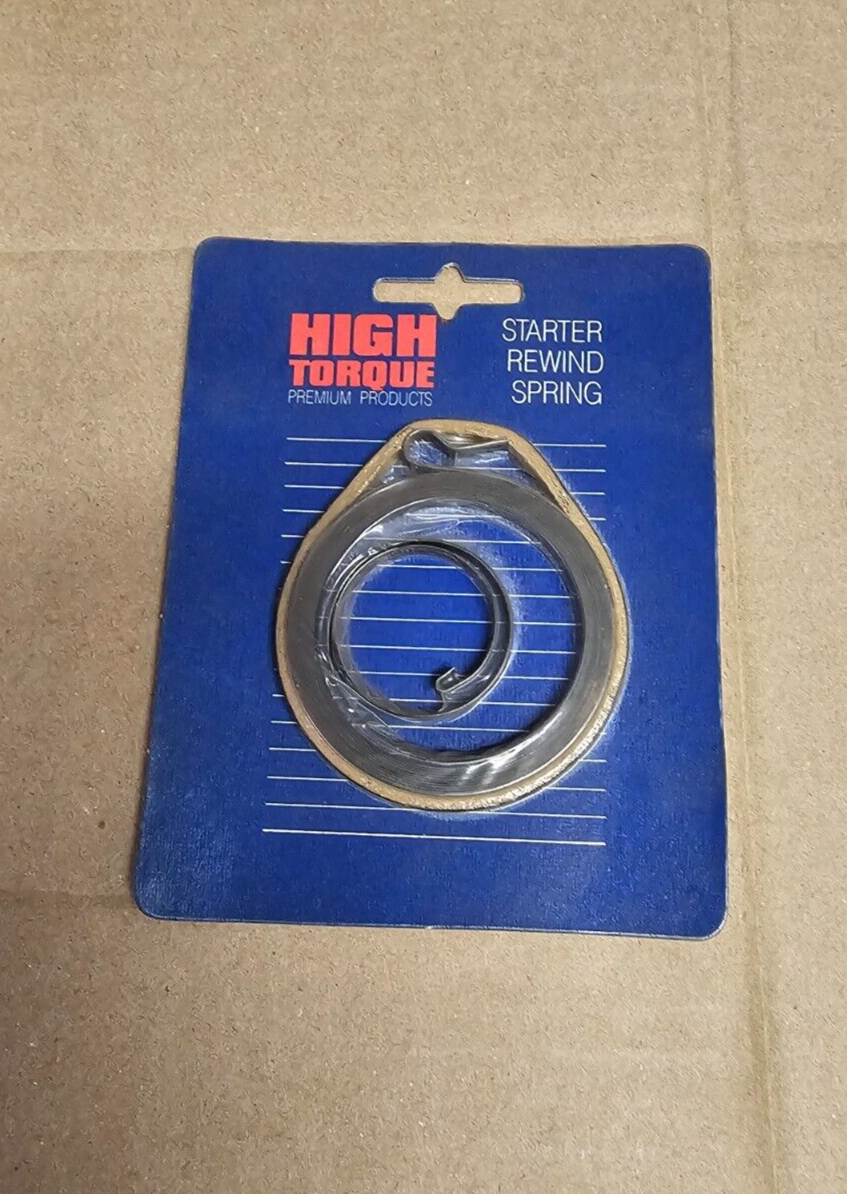 HIGH
TORQUE
PREMIUM PRODUCTS
STARTER
REWIND
SPRING